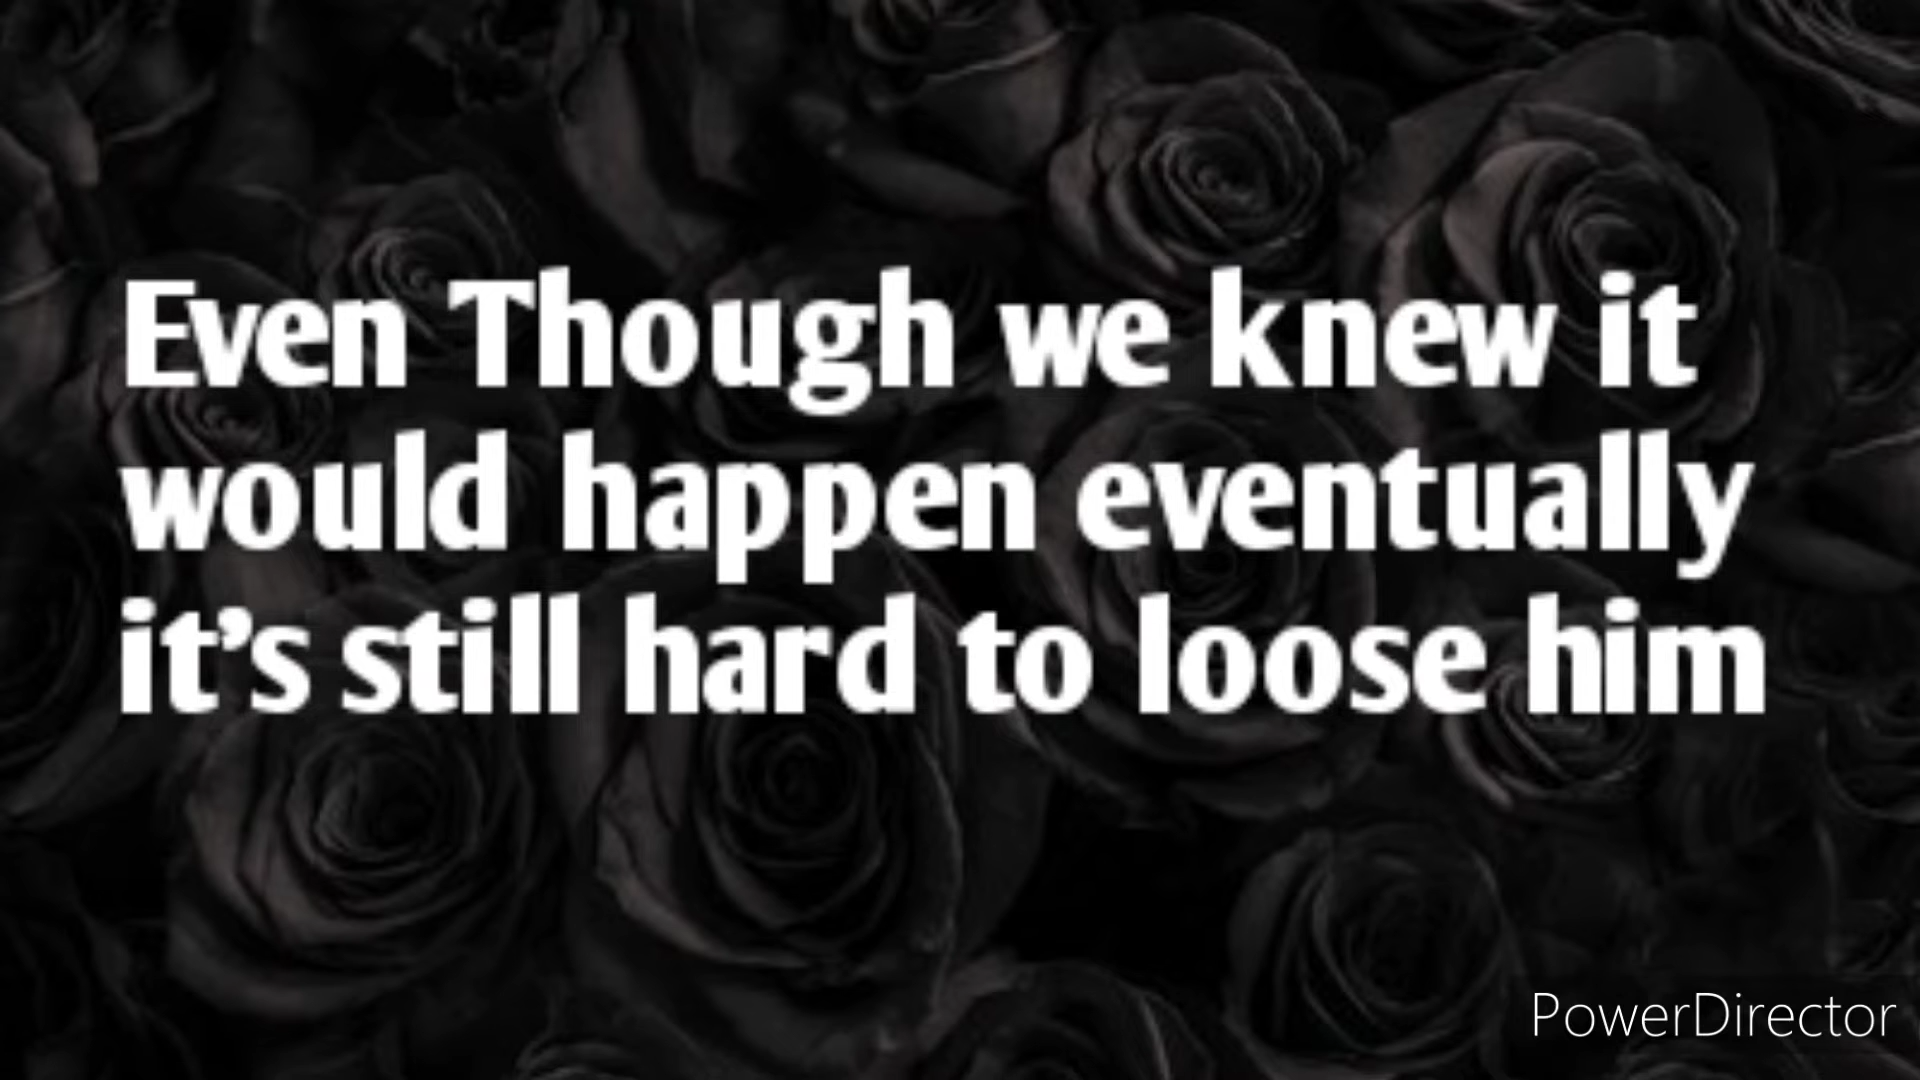 Even Though we knew it
would happen eventually
it's still hard to loose him
PowerDirector